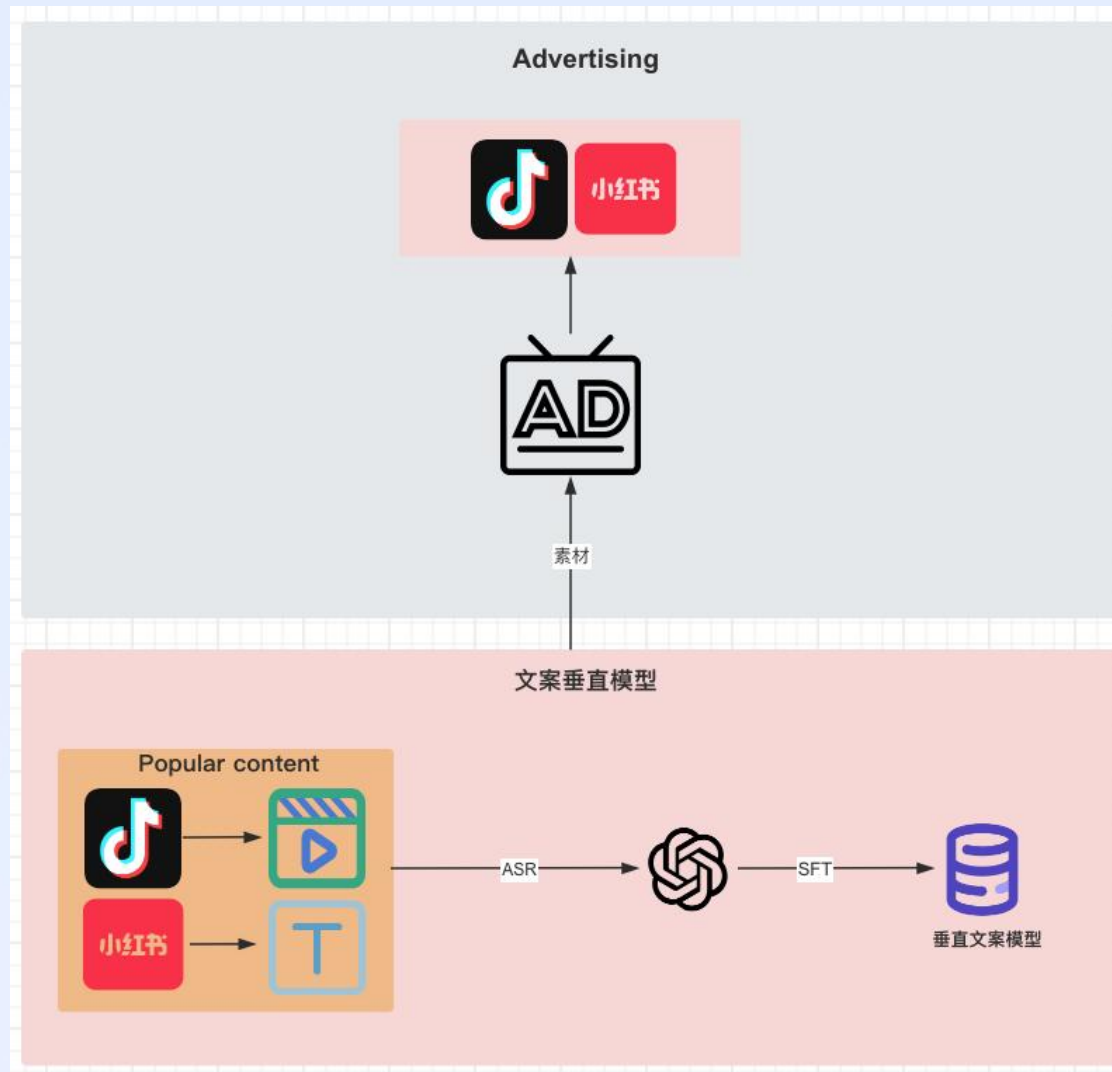 Advertising
小红书
AD
素材
文案垂直模型
Popular content
ASR
SFT
小红书
T
垂直文案模型